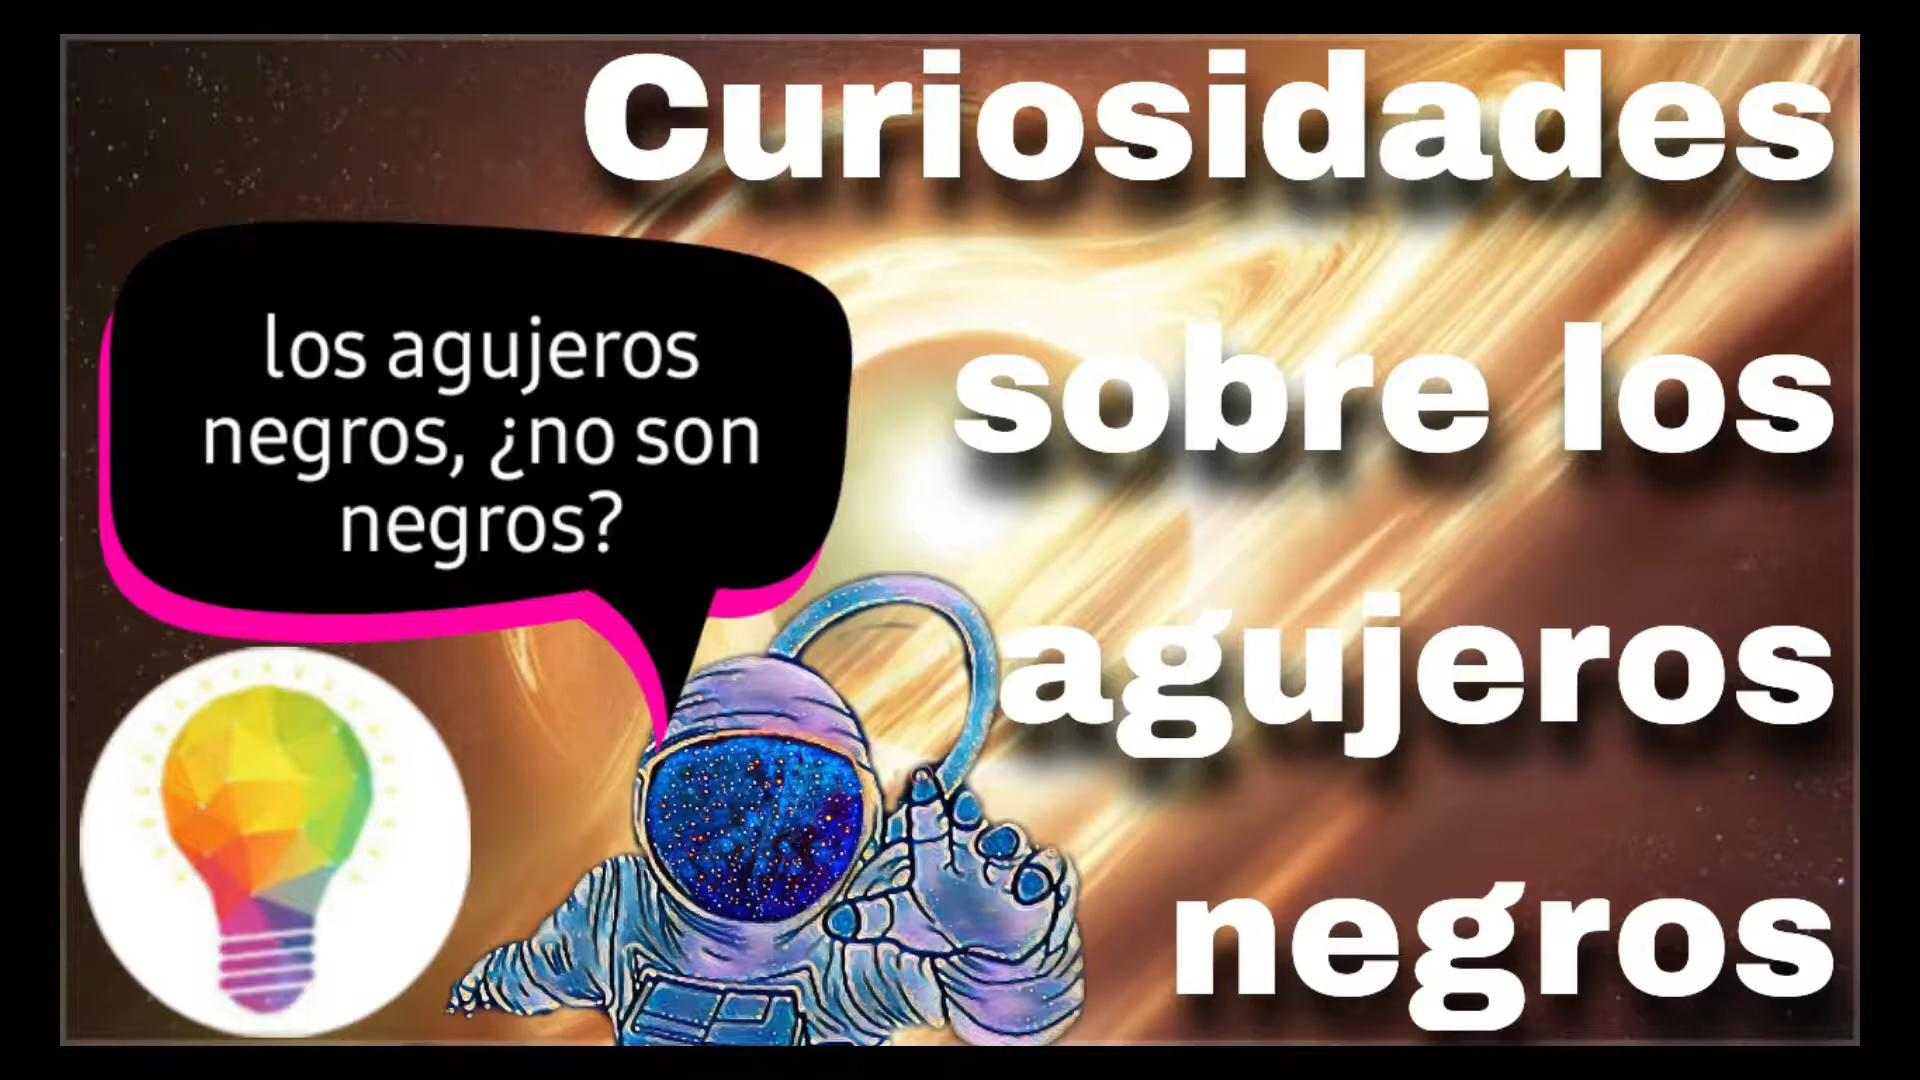 Curiosidades
sobre los
agujeros
negros
los agujeros
negros, ¿no son
negros?